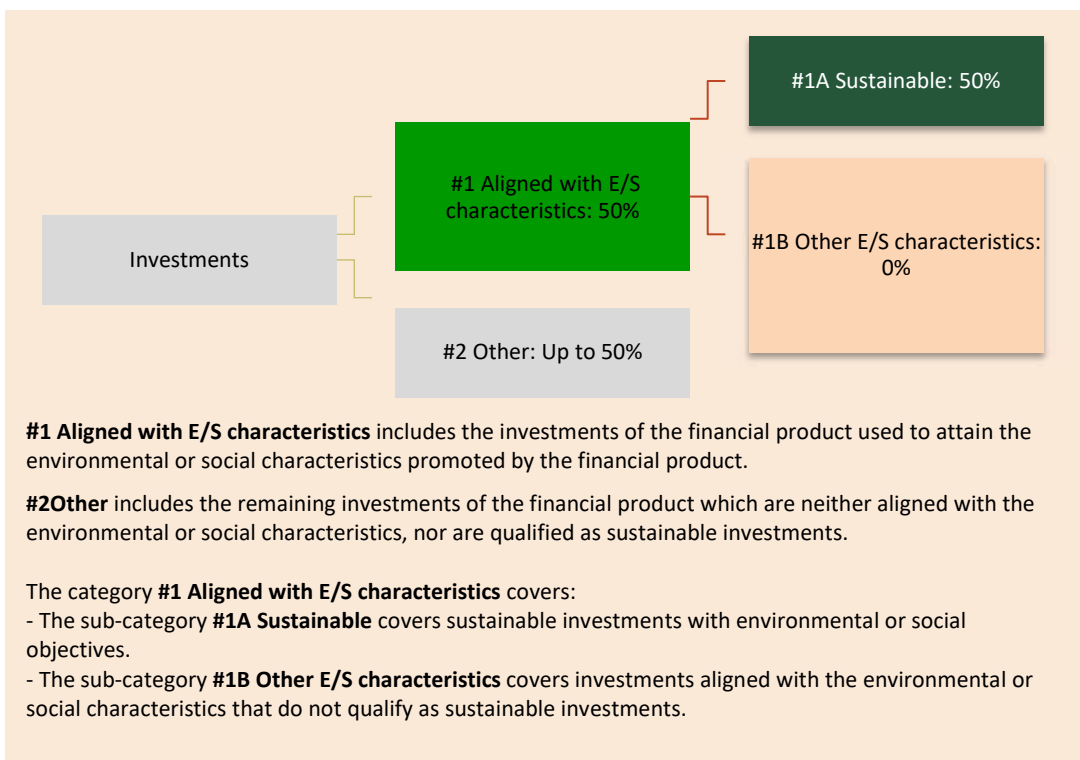 #1A Sustainable: 50%
#1 Aligned with E/S
characteristics: 50%
#1B Other E/S characteristics:
0%
Investments
#2 Other: Up to 50%
#1 Aligned with E/S characteristics includes the investments of the financial product used to attain the
environmental or social characteristics promoted by the financial product.
#2Other includes the remaining investments of the financial product which are neither aligned with the
environmental or social characteristics, nor are qualified as sustainable investments.
The category #1 Aligned with E/S characteristics covers:
- The sub-category #1A Sustainable covers sustainable investments with environmental or social
objectives.
- The sub-category #1B Other E/S characteristics covers investments aligned with the environmental or
social characteristics that do not qualify as sustainable investments.